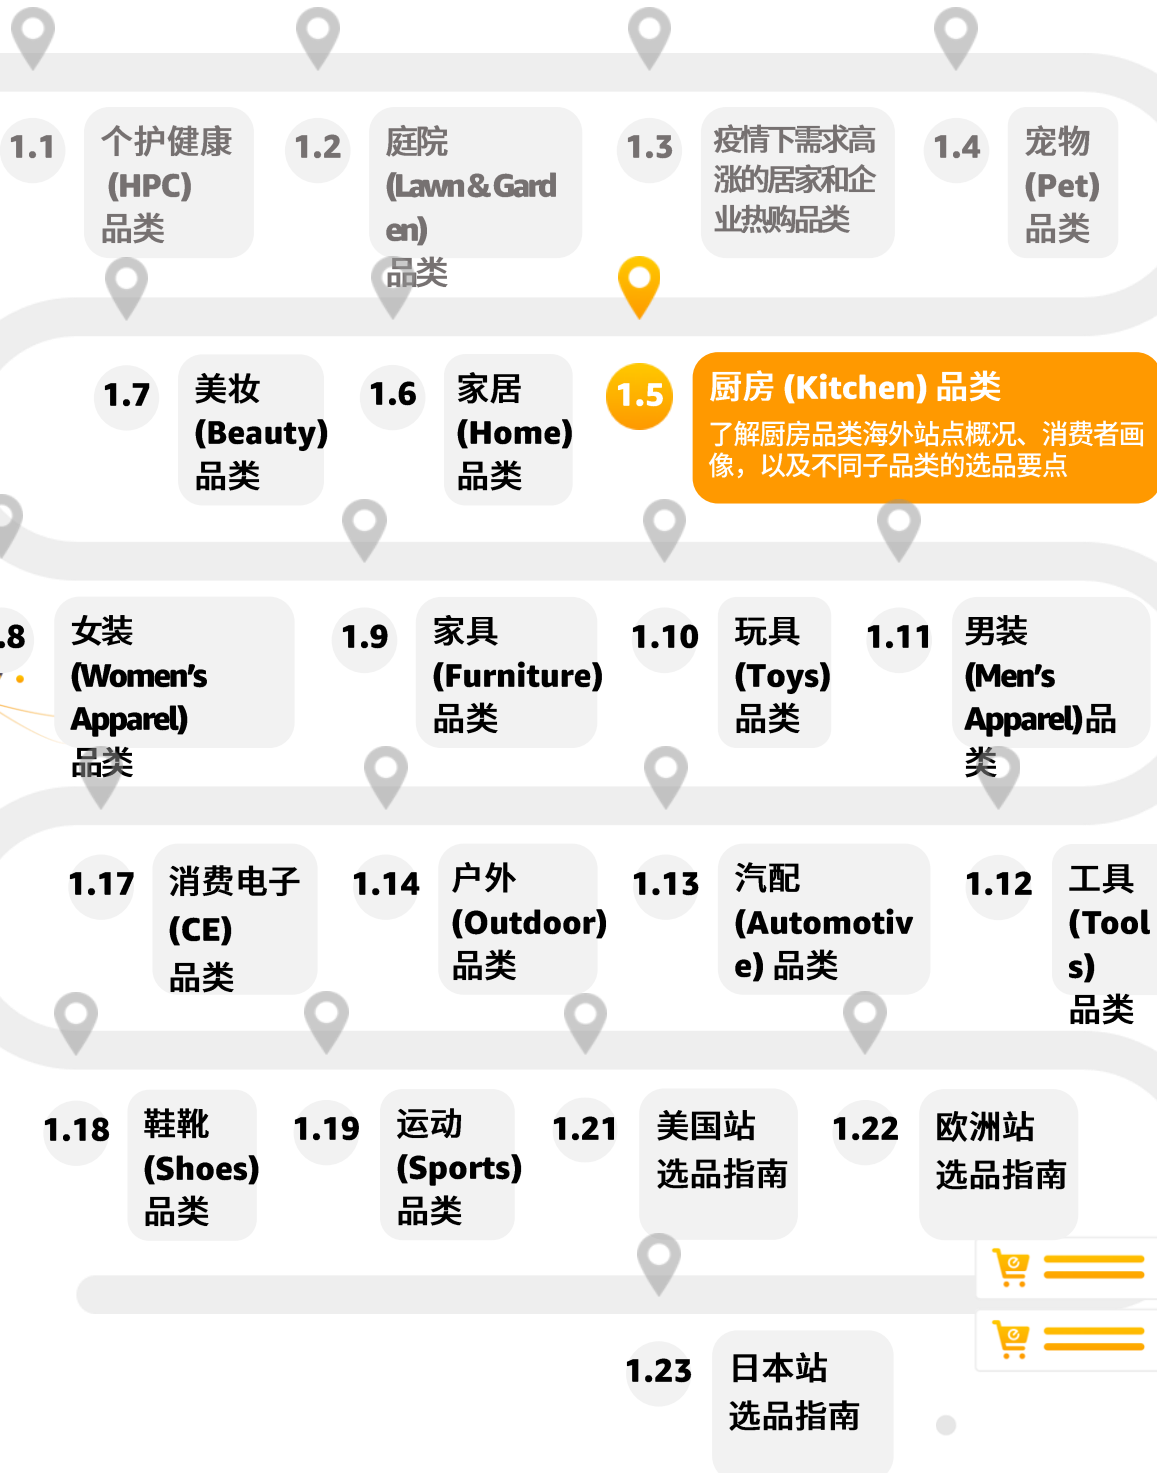 1.1
个护健康
(HPC)
品类
1.2
庭院
(Lawn & Gard
en)
品类
1.3
疫情下需求高
涨的居家和企
业热购品类
1.4
宠物
(Pet)
品类
1.7
美妆
(Beauty)
品类
1.6
家居
(Home)
品类
1.5
厨房 (Kitchen) 品类
了解厨房品类海外站点概况、消费者画
像，以及不同子品类的选品要点
.8
女装
(Women’s
Apparel)
品类
1.9
家具
(Furniture)
品类
1.10
玩具
(Toys)
品类
1.11
男装
(Men’s
Apparel)品
类
1.17
消费电子
(CE)
品类
1.14
户外
(Outdoor)
品类
1.13
汽配
(Automotiv
e) 品类
1.12
工具
(Tool
s)
品类
1.18
鞋靴
(Shoes)
品类
1.19
运动
(Sports)
品类
1.21
美国站
选品指南
1.22
欧洲站
选品指南
1.23
日本站
选品指南